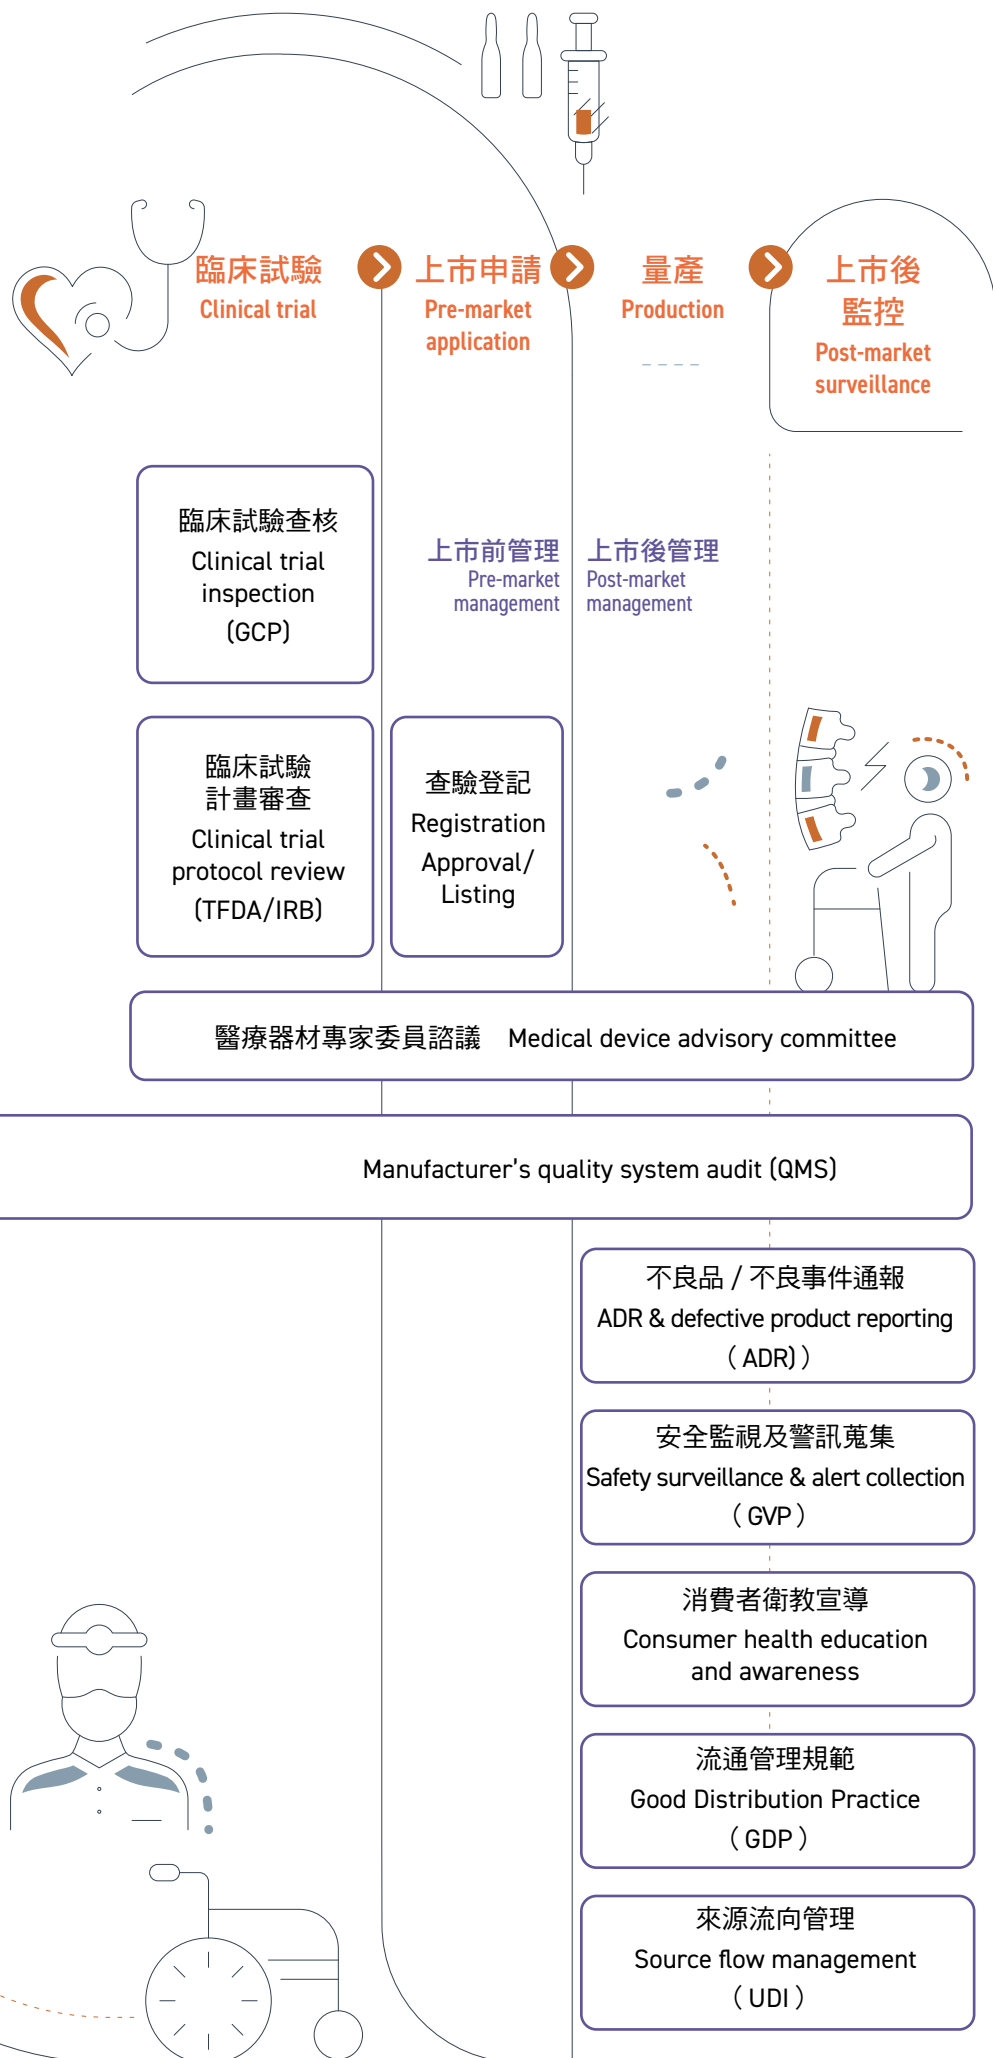 臨床試驗
Clinical trial
上市申請
Pre-market
application
量產
Production
上市後
監控
Post-market
surveillance
臨床試驗查核
Clinical trial
inspection
(GCP)
上市前管理
Pre-market
management
上市後管理
Post-market
management
臨床試驗
計畫審查
Clinical trial
protocol review
(TFDA/IRB)
查驗登記
Registration
Approval/
Listing
醫療器材專家委員諮議 Medical device advisory committee
Manufacturer's quality system audit (QMS)
不良品 / 不良事件通報
ADR & defective product reporting
（ADR)）
安全監視及警訊蒐集
Safety surveillance & alert collection
（GVP）
消費者衛教宣導
Consumer health education
and awareness
流通管理規範
Good Distribution Practice
（GDP）
來源流向管理
Source flow management
（UDI）